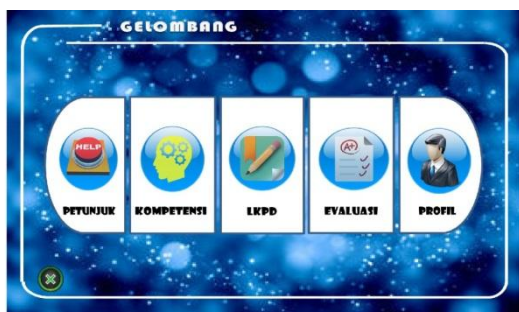 GELOMBANG
HELP
A+
PETUNJUK
KOMPETENSI
LKPD
EVALUASI
PROFIL